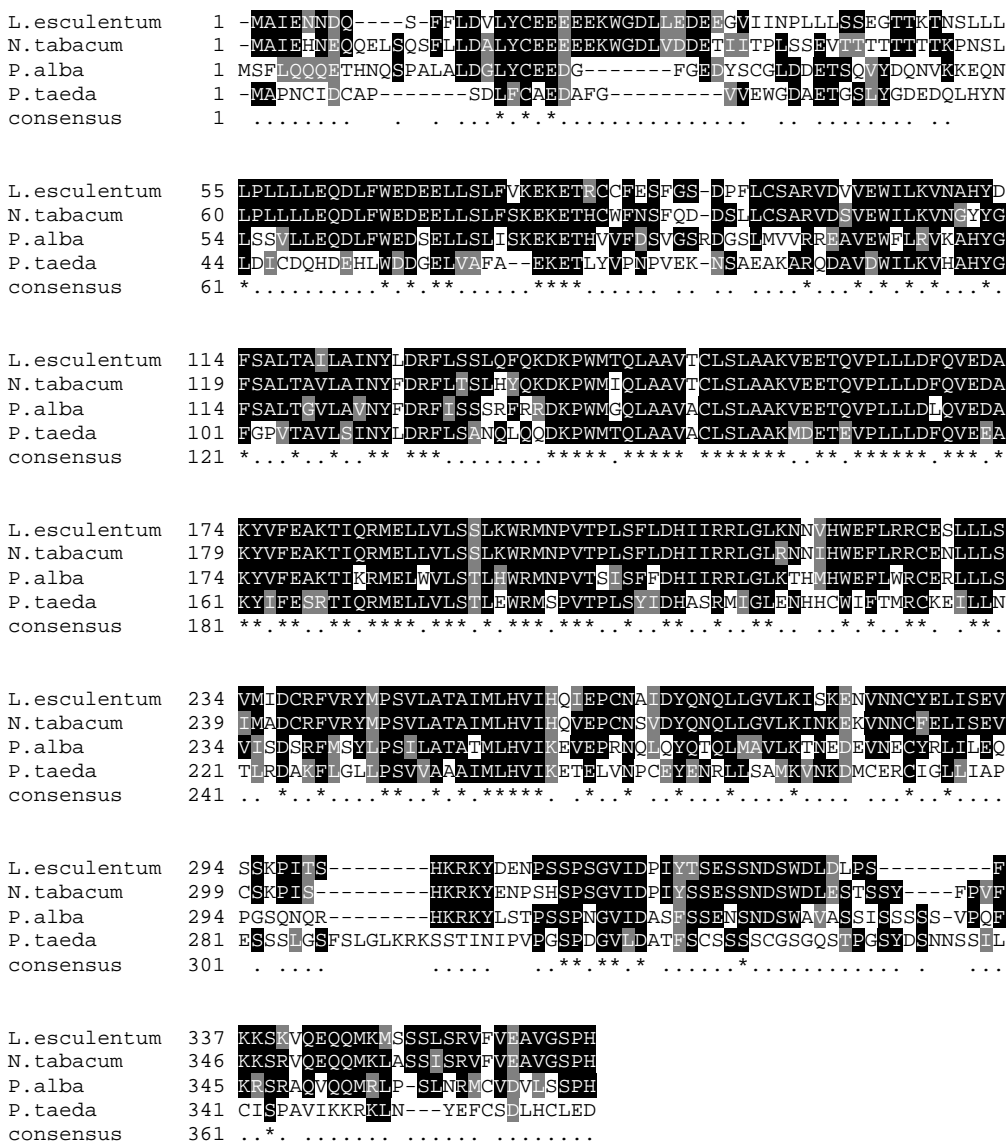 L.esculentum 1 -MAIENNDQ----S-FFLDVLYCEEEEEKWGDLLEDEEGVIINPLLLSSEGTTKTNSLLL
N.tabacum 1 -MAIEHNEQQELSQSFLLDALYCEEEEEKWGDLVDDETIITPLSSEVTTTTTTTTKPNSL
P.alba 1 MSFLQQQETHNQSPALALDGLYCEEDG-------FGEDYSCGLDDETSQVYDQNVKKEQN
P.taeda 1 -MAPNCIDCAP------SDLFCAEDAFG---------VVEWGDAETGSLYGDEDQLHYN
consensus 1 ........ . . ...*.*.*............... .. ........ ..
L.esculentum 55 LPLLLLEQDLFWEDEELLSLFVKEKETRCCFESFGS-DPFLCSARVDVVEWILKVNAHYD
N.tabacum 60 LPLLLLEQDLFWEDEELLSLFSKEKETHCWFNSFQD-DSLLCSARVDSVEWILKVNGYYG
P.alba 54 LSSVLLEQDLFWEDSELLSLISKEKETHVVFDSVGSRDGSLMVVRREAVEWFLRVKAHYG
P.taeda 44 LDICDQHDEHLWDDGELVAFA--EKETLYVPNPVEK-NSAEAKARQDAVDWILKVHAHYG
consensus 61 *..........*.*.**......****....... .. .. ....*...*.*.*.*...*.
L.esculentum 114 FSALTAILAINYLDRFLSSLQFQKDKPWMTQLAAVTCLSLAAKVEETQVPLLLDFQVEDA
N.tabacum 119 FSALTAVLAINYFDRFLTSLHYQKDKPWMIQLAAVTCLSLAAKVEETQVPLLLDFQVEDA
P.alba 114 FSALTGVLAVNYFDRFISSSRFRRDKPWMGQLAAVACLSLAAKVEETQVPLLLDLQVEDA
P.taeda 101 FGPVTAVLSINYLDRFLSANQLQQDKPWMTQLAAVACLSLAAKMDETEVPLLLDFQVEEA
consensus 121 *...*..*..** ***........*****.***** *******..**.******.***.*
L.esculentum 174 KYVFEAKTIQRMELLVLSSLKWRMNPVTPLSFLDHIIRRLGLKNNVHWEFLRRCESLLLS
N.tabacum 179 KYVFEAKTIQRMELLVLSSLKWRMNPVTPLSFLDHIIRRLGLRNNIHWEFLRRCENLLLS
P.alba 174 KYVFEAKTIKRMELWVLSTLHWRMNPVTSISFFDHIIRRLGLKTHMHWEFLWRCERLLLS
P.taeda 161 KYIFESRTIQRMELLVLSTLEWRMSPVTPLSYIDHASRMIGLENHHCWIFTMRCKEILLN
consensus 181 **.**..**.****.***.*.***.***..*..**..*..**.. ..*.*..**. .**.
L.esculentum 234 VMIDCRFVRYMPSVLATAIMLHVIHQIEPCNAIDYQNQLLGVLKISKENVNNCYELISEV
N.tabacum 239 IMADCRFVRYMPSVLATAIMLHVIHQVEPCNSVDYQNQLLGVLKINKEKVNNCFELISEV
P.alba 234 VISDSRFMSYLPSILATATMLHVIKEVEPRNQLQYQTQLMAVLKTNEDEVNECYRLILEQ
P.taeda 221 TLRDAKFLGLLPSVVAAAIMLHVIKETELVNPCEYENRLLSAMKVNKDMCERCIGLLIAP
consensus 241 .. *..*....**..*.*.*****. .*..*. .*...*....*.... ...*..*....
L.esculentum 294 SSKPITS--------HKRKYDENPSSPSGVIDPIYTSESSNDSWDLDLPS---------F
N.tabacum 299 CSKPIS---------HKRKYENPSHSPSGVIDPIYSSESSNDSWDLESTSSY----FPVF
P.alba 294 PGSQNQR--------HKRKYLSTPSSPNGVIDASFSSENSNDSWAVASSISSSSS-VPQF
P.taeda 281 ESSSLGSFSLGLKRKSSTINIPVPGSPDGVLDATFSCSSSSCGSGQSTPGSYDSNNSSIL
consensus 301 . .... ..... ..**.**.* ......*............ . ...
L.esculentum 337 KKSKVQEQQMKMSSSLSRVFVEAVGSPH
N.tabacum 346 KKSRVQEQQMKLASSISRVFVEAVGSPH
P.alba 345 KRSRAQVQQMRLP-SLNRMCVDVLSSPH
P.taeda 341 CISPAVIKKRKLN---YEFCSDLHCLED
consensus 361 ..*. ....... ...... ........